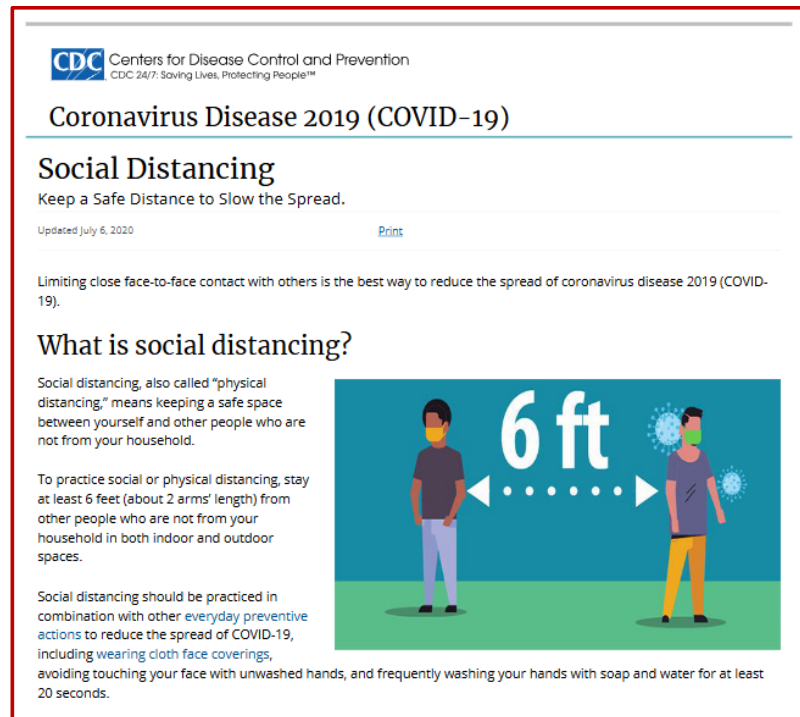 CDC Centers for Disease Control and Prevention
CDC 24/7: Saving Lives, Protecting People™
Coronavirus Disease 2019 (COVID-19)
Social Distancing
Keep a Safe Distance to Slow the Spread.
Updated July 6, 2020 Print
Limiting close face-to-face contact with others is the best way to reduce the spread of coronavirus disease 2019 (COVID-
19).
What is social distancing?
Social distancing, also called “physical
distancing,” means keeping a safe space
between yourself and other people who are
not from your household.
To practice social or physical distancing, stay
at least 6 feet (about 2 arms’ length) from
other people who are not from your
household in both indoor and outdoor
spaces.
Social distancing should be practiced in
combination with other everyday preventive
actions to reduce the spread of COVID-19,
including wearing cloth face coverings,
avoiding touching your face with unwashed hands, and frequently washing your hands with soap and water for at least
20 seconds.
6 ft